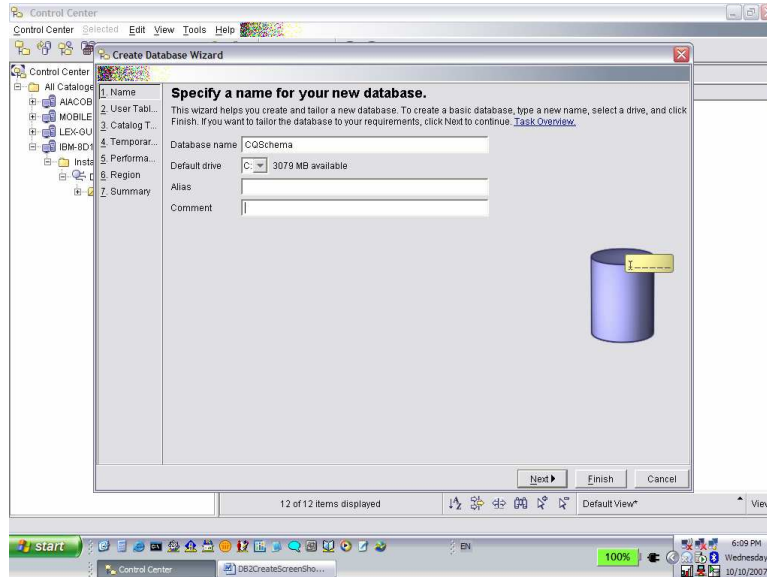 Control Center
Control Center Selected Edit View Tools Help
Create Database Wizard
Control Center
All Cataloge
AIACOB
MOBILE
LEX-GU
IBM-8D1
Insta
1. Name
2. User Tabl...
3. Catalog T...
4. Temporar...
5. Performa...
6. Region
7. Summary
Specify a name for your new database.
This wizard helps you create and tailor a new database. To create a basic database, type a new name, select a drive, and click
Finish. If you want to tailor the database to your requirements, click Next to continue. Task Overview.
Database name CQSchema
Default drive C: 3079 MB available
Alias
Comment
Next Finish Cancel
12 of 12 items displayed
Default View*
View
start
EN
100%
6:09 PM
Wednesday
10/10/2007
Control Center
DB2CreateScreenSho...